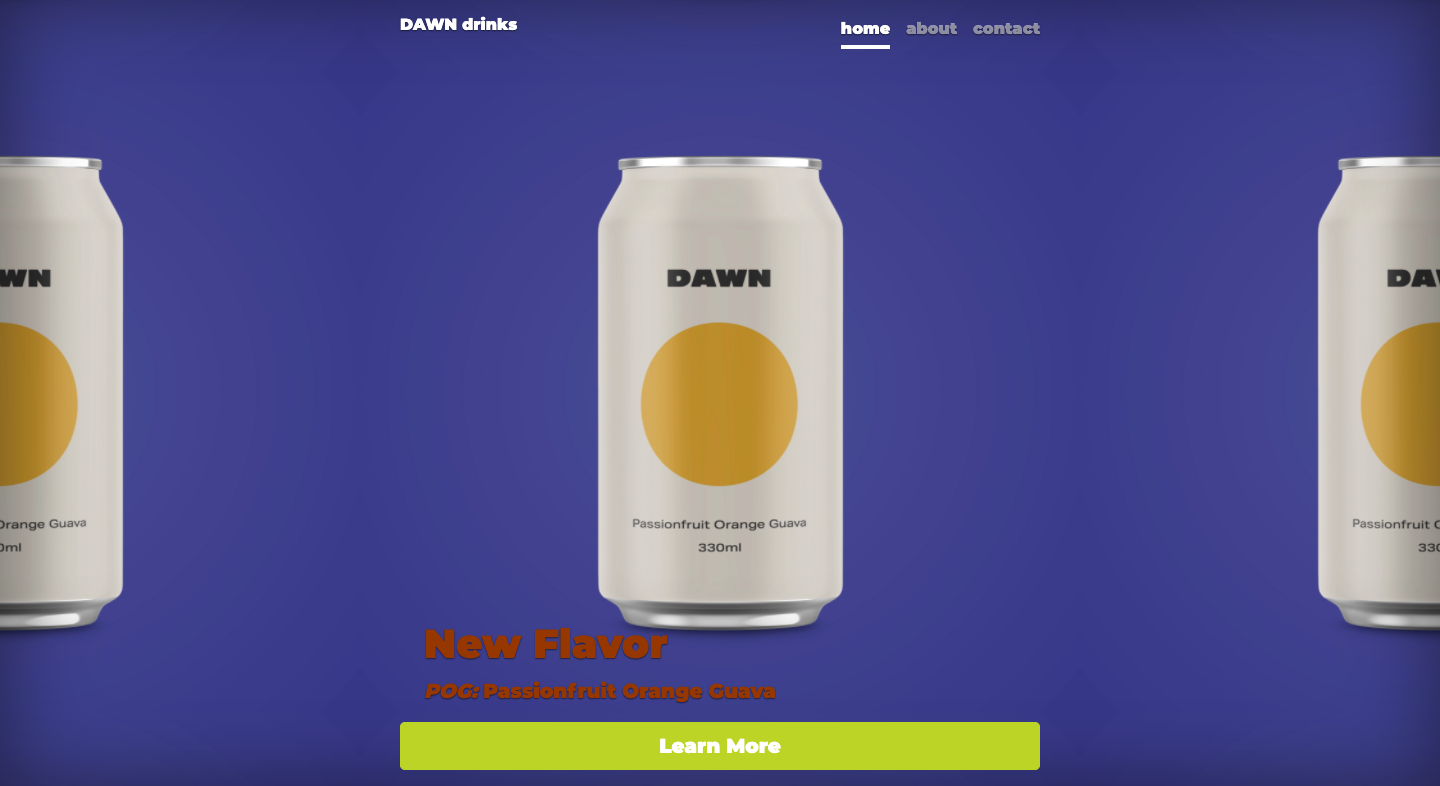 DAWN drinks
home about contact
WN DAWN DAW
Orange Guava Passionfruit Orange Guava Passionfruit
0ml 330ml 330
New Flavor
POG: Passionfruit Orange Guava
Learn More